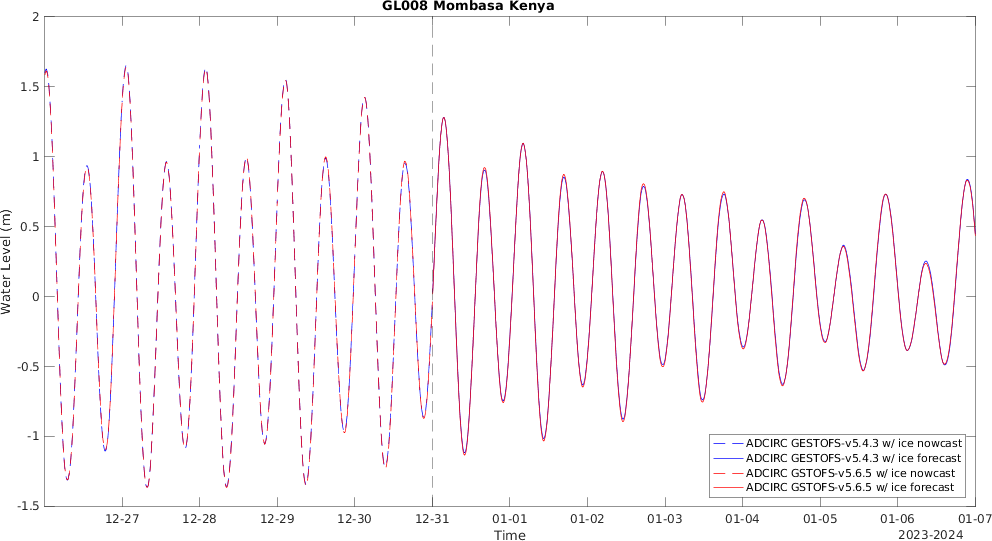 GL008 Mombasa Kenya
2
1.5
1
0.5
0
-0.5
-1
-1.5
Water Level (m)
ADCIRC GESTOFS-v5.4.3 w/ ice nowcast
ADCIRC GESTOFS-v5.4.3 w/ ice forecast
ADCIRC GSTOFS-v5.6.5 w/ ice nowcast
ADCIRC GSTOFS-v5.6.5 w/ ice forecast
12-27 12-28 12-29 12-30 12-31 01-01 01-02 01-03 01-04 01-05 01-06 01-07
Time
2023-2024